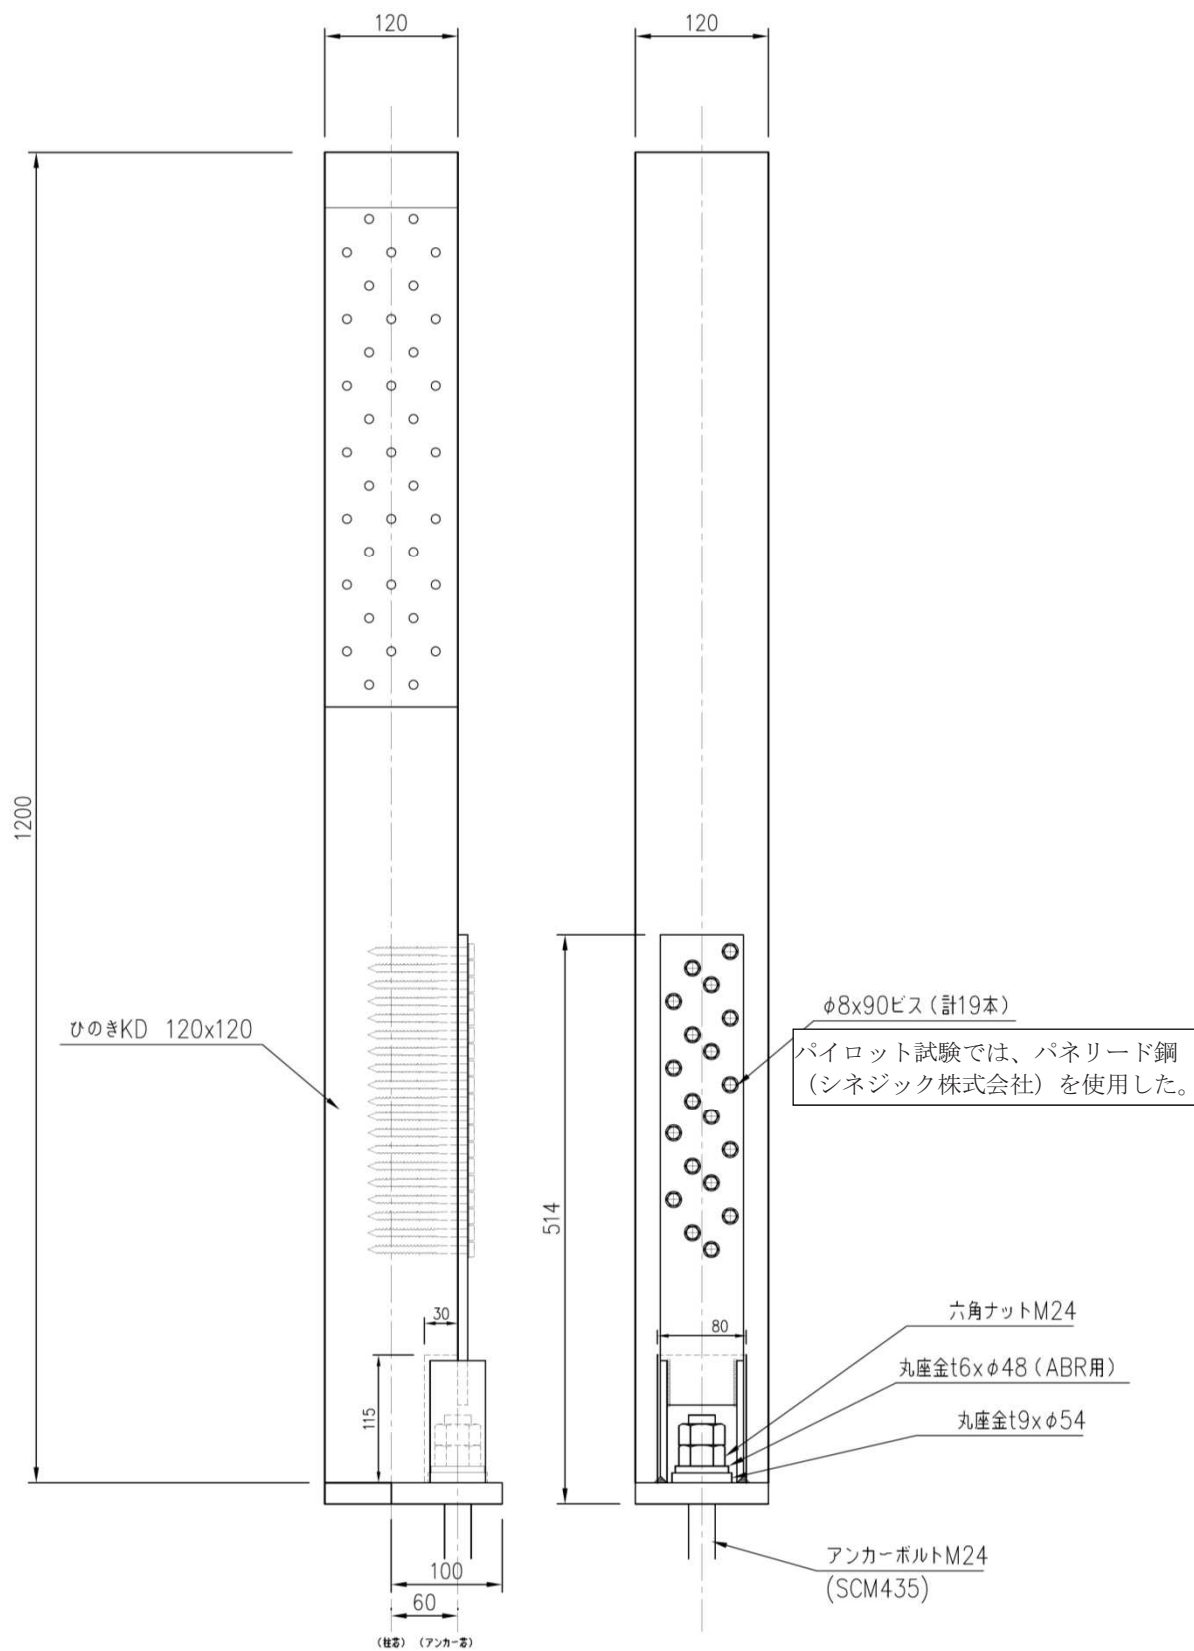 120
120
1200
ひのきKD 120x120
φ8x90ビス(計19本)
パイロット試験では、パネリード鋼
(シネジック株式会社)を使用した。
514
30
80
115
六角ナットM24
丸座金t6xφ48(ABR用)
丸座金t9xφ54
アンカーボルトM24
(SCM435)
100
60
(柱芯) (アンカー芯)